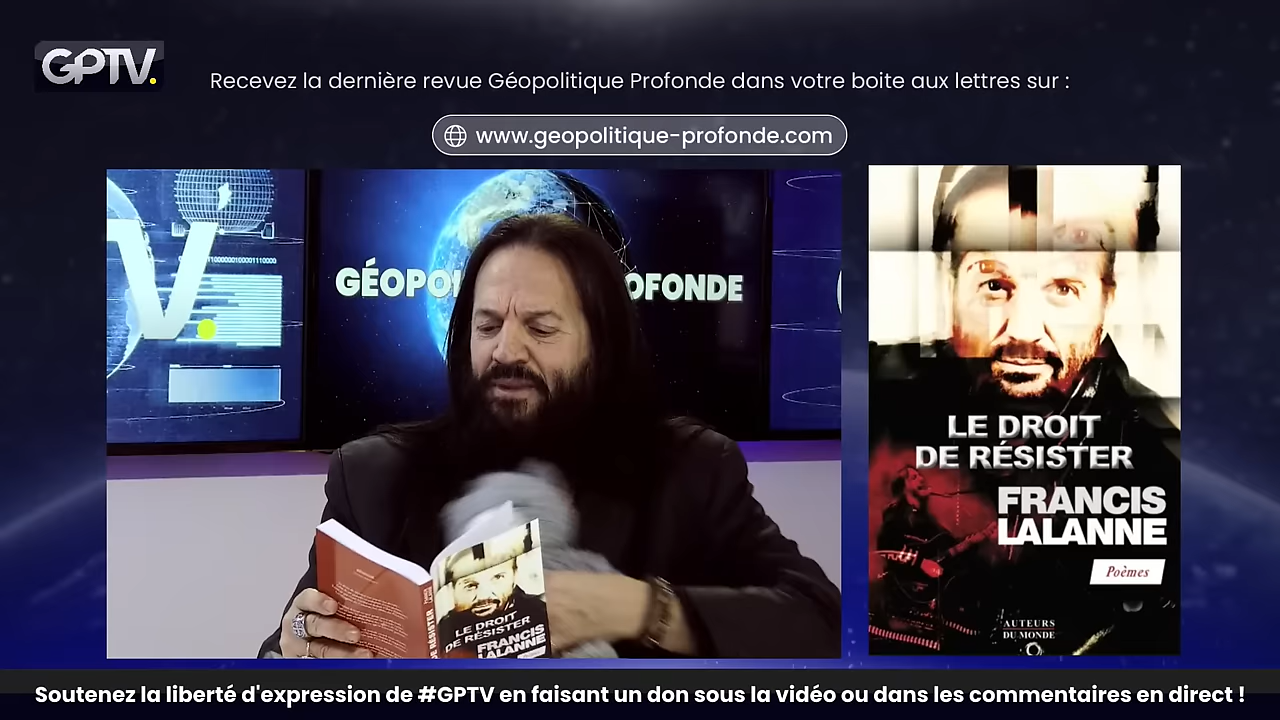 GPTV.
Recevez la dernière revue Géopolitique Profonde dans votre boite aux lettres sur :
www.geopolitique-profonde.com
V.
GÉOPOL
OFONDE
LE DROIT
DE RÉSISTER
FRANCIS
LALANNE
Poèmes
AUTEURS
DU MONDE
LE DROIT
DE RÉSISTER
FRANCIS
LALANNE
Soutenez la liberté d'expression de #GPTV en faisant un don sous la vidéo ou dans les commentaires en direct !